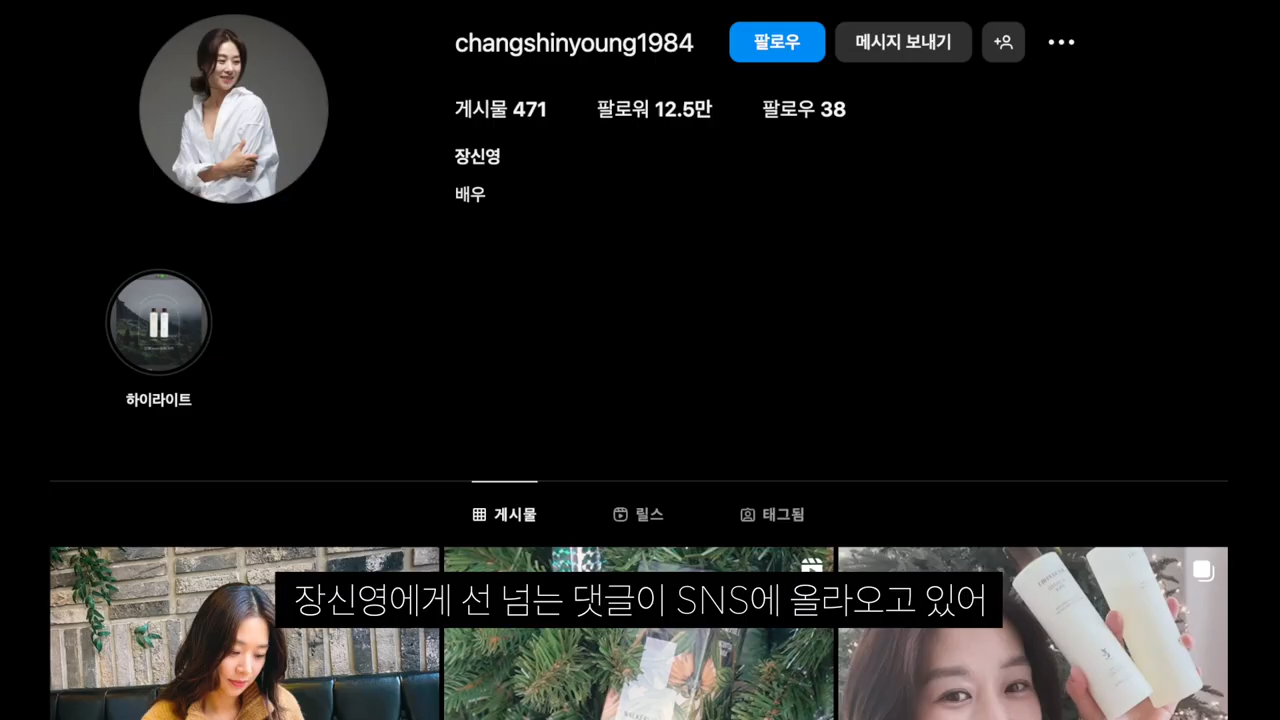 changshinyoung1984
팔로우
메시지 보내기
게시물 471
팔로워 12.5만
팔로우 38
장신영
배우
하이라이트
게시물
릴스
태그됨
장신영에게 선 넘는 댓글이 SNS에 올라오고 있어